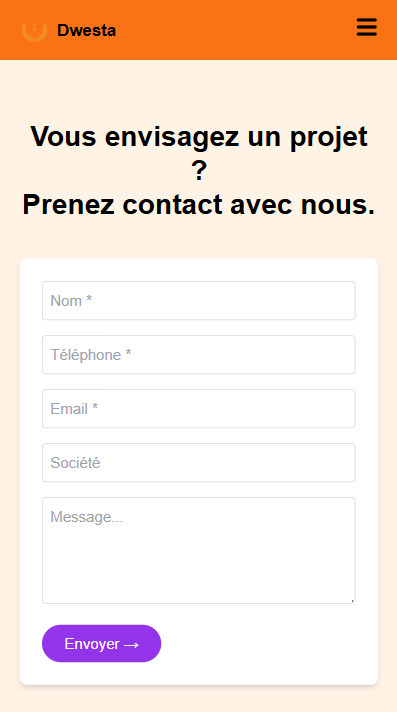 Dwesta
Vous envisagez un projet
?
Prenez contact avec nous.
Nom *
Téléphone *
Email *
Société
Message...
Envoyer →